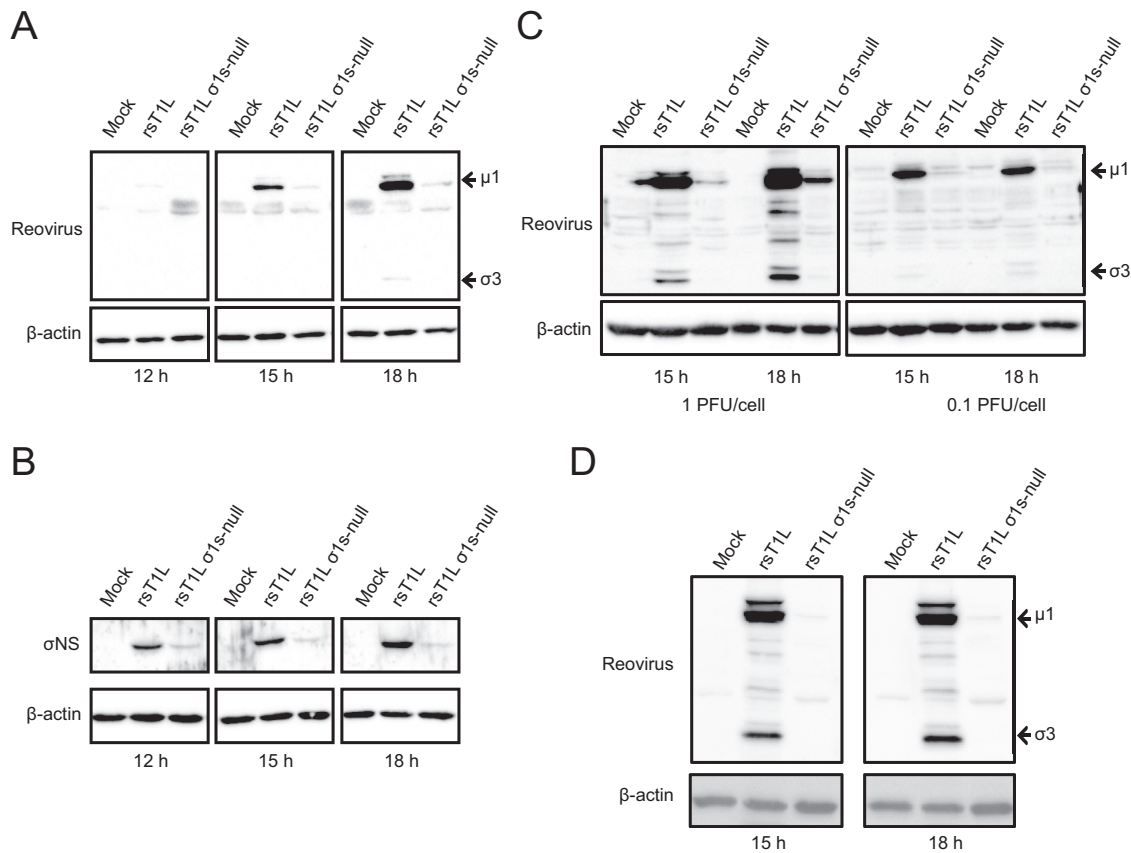 A
Mock rsT1L rsT1L σ1s-null Mock rsT1L rsT1L σ1s-null Mock rsT1L rsT1L σ1s-null
Reovirus
μ1
σ3
β-actin
12 h 15 h 18 h
C
Mock rsT1L rsT1L σ1s-null Mock rsT1L rsT1L σ1s-null Mock rsT1L rsT1L σ1s-null Mock rsT1L rsT1L σ1s-null
Reovirus
μ1
σ3
β-actin
15 h 18 h 15 h 18 h
1 PFU/cell 0.1 PFU/cell
B
Mock rsT1L rsT1L σ1s-null Mock rsT1L rsT1L σ1s-null Mock rsT1L rsT1L σ1s-null
σNS
β-actin
12 h 15 h 18 h
D
Mock rsT1L rsT1L σ1s-null Mock rsT1L rsT1L σ1s-null
Reovirus
μ1
σ3
β-actin
15 h 18 h